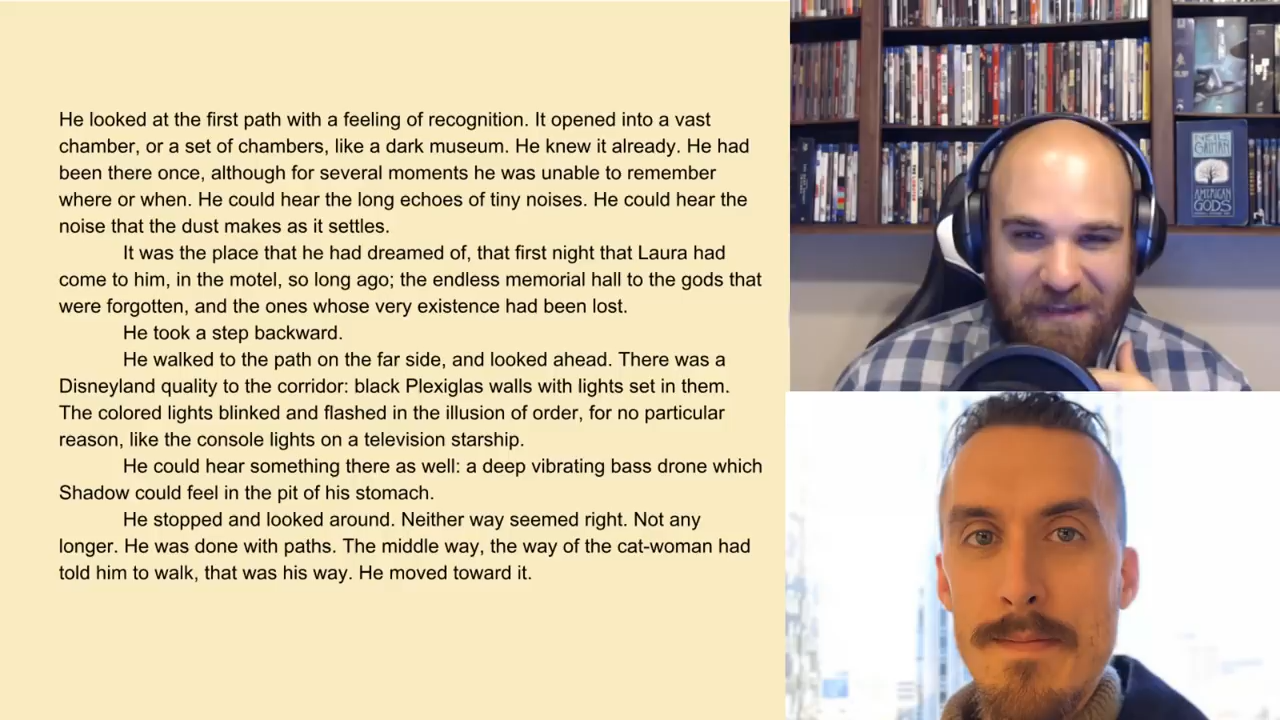 He looked at the first path with a feeling of recognition. It opened into a vast
chamber, or a set of chambers, like a dark museum. He knew it already. He had
been there once, although for several moments he was unable to remember
where or when. He could hear the long echoes of tiny noises. He could hear the
noise that the dust makes as it settles.
It was the place that he had dreamed of, that first night that Laura had
come to him, in the motel, so long ago; the endless memorial hall to the gods that
were forgotten, and the ones whose very existence had been lost.
He took a step backward.
He walked to the path on the far side, and looked ahead. There was a
Disneyland quality to the corridor: black Plexiglas walls with lights set in them.
The colored lights blinked and flashed in the illusion of order, for no particular
reason, like the console lights on a television starship.
He could hear something there as well: a deep vibrating bass drone which
Shadow could feel in the pit of his stomach.
He stopped and looked around. Neither way seemed right. Not any
longer. He was done with paths. The middle way, the way of the cat-woman had
told him to walk, that was his way. He moved toward it.
NEIL
GAIMAN
AMERICAN
GODS